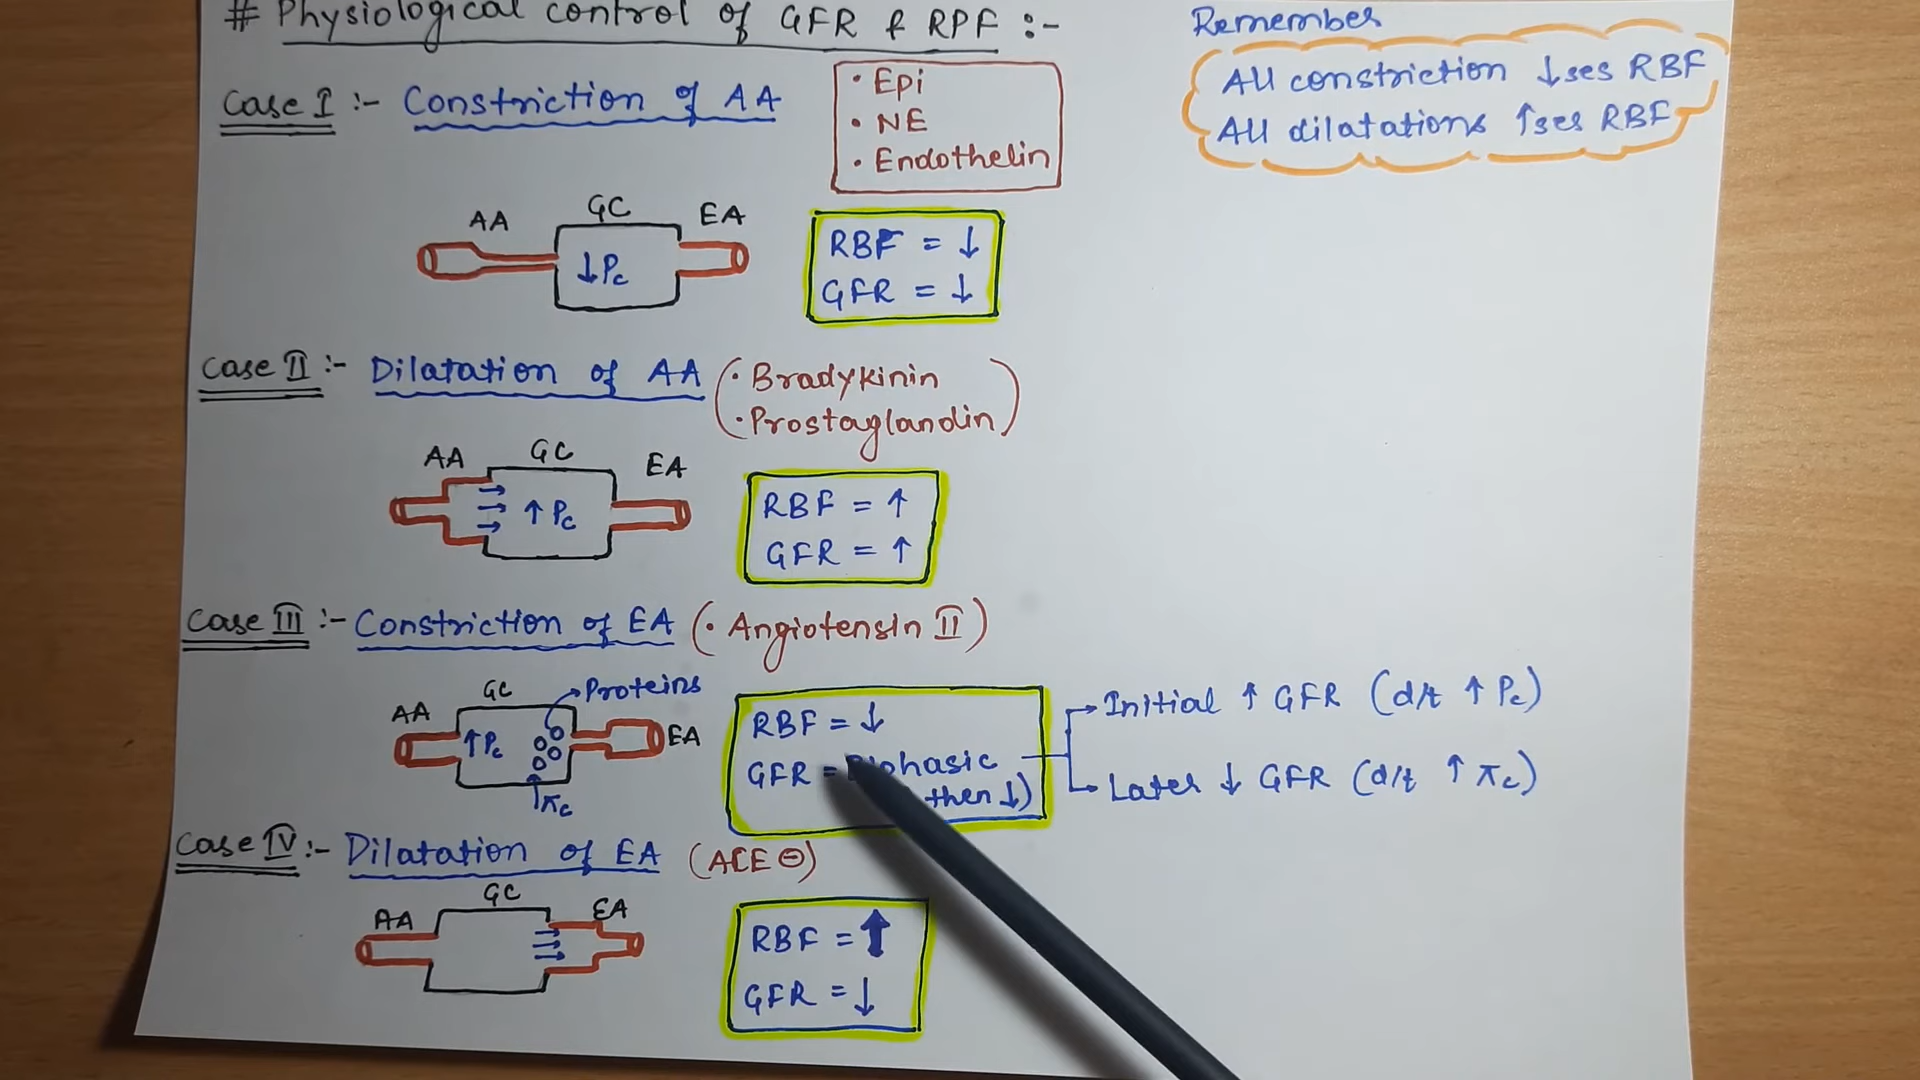 # Physiological control of GFR & RPF :-
Remember
All constriction ↓ses RBF
All dilatations ↑ses RBF
Case I :- Constriction of AA
• Epi
• NE
• Endothelin
AA GC EA
↓Pc
RBF = ↓
GFR = ↓
Case II :- Dilatation of AA (• Bradykinin
• Prostaglandin)
AA GC EA
↑ Pc
RBF = ↑
GFR = ↑
Case III :- Constriction of EA (• Angiotensin II)
GC Proteins
AA ↑Pc EA
↑πc
RBF = ↓
GFR =
then ↓)
Initial ↑ GFR (d/t ↑ Pc)
Later ↓ GFR (d/t ↑ πc)
Case IV :- Dilatation of EA (ACE ⊖)
AA GC EA
RBF = ↑
GFR = ↓